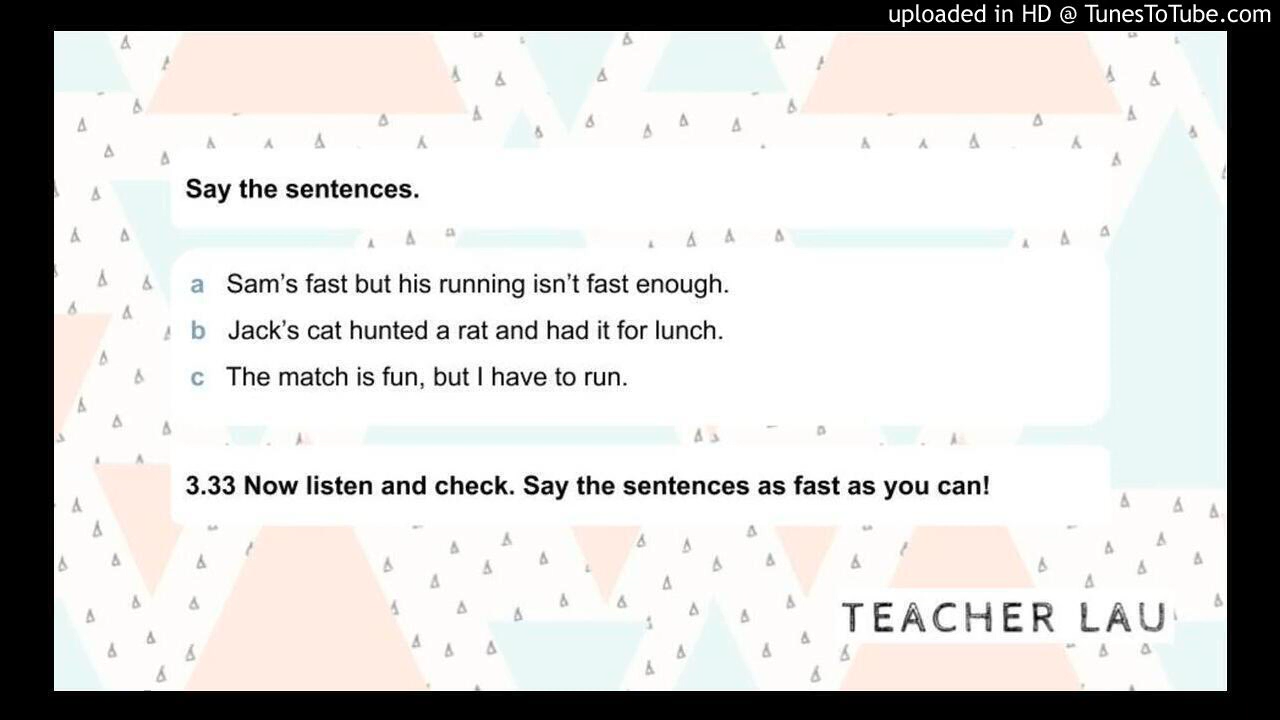 uploaded in HD @ TunesToTube.com
Say the sentences.
a Sam’s fast but his running isn’t fast enough.
b Jack’s cat hunted a rat and had it for lunch.
c The match is fun, but I have to run.
3.33 Now listen and check. Say the sentences as fast as you can!
TEACHER LAU